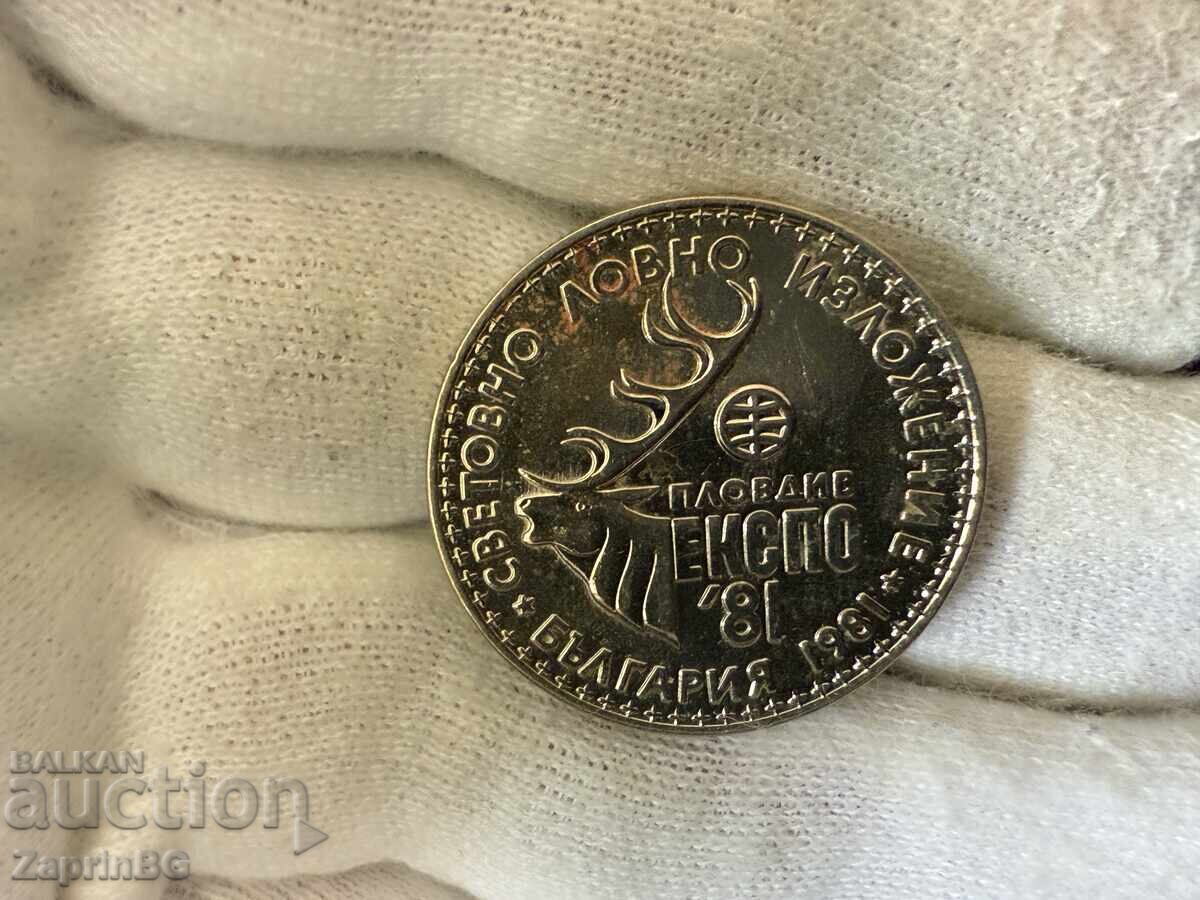 СВЕТОВНО ЛОВНО ИЗЛОЖЕНИЕ
ПЛОВДИВ
ЕКСПО
'81
* БЪЛГАРИЯ 1981 *
BALKAN
auction
ZaprinBG